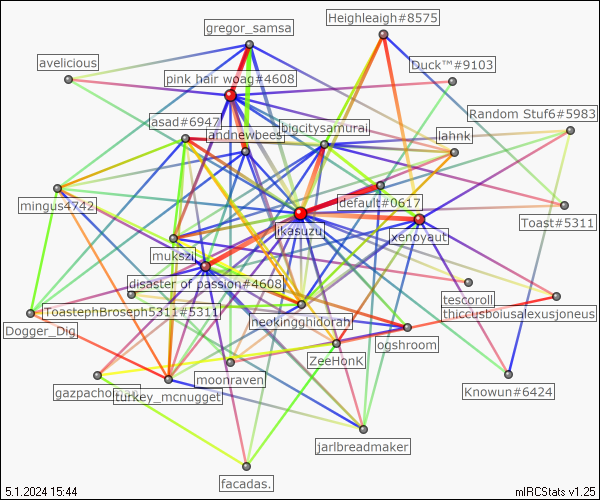 Heighleigh#8575
gregor_samsa
avelicious
Duck™#9103
pink hair woag#4608
Random Stuf6#5983
asad#6947
bigcitysamurai
andnewbees
iahnk
default#0617
mingus4742
Toast#5311
ikasuzu
xenoyaut
mukszi
disaster of passion#4608
tescoroll
ToastephBroseph5311#5311
thiccusboiusalexusjoneus
neokingghidorah
Dogger_Dig
ogshroom
ZeeHonK
moonraven
gazpacho
turkey_mcnugget
Knowun#6424
jarlbreadmaker
facadas.
5.1.2024 15:44
mIRCStats v1.25